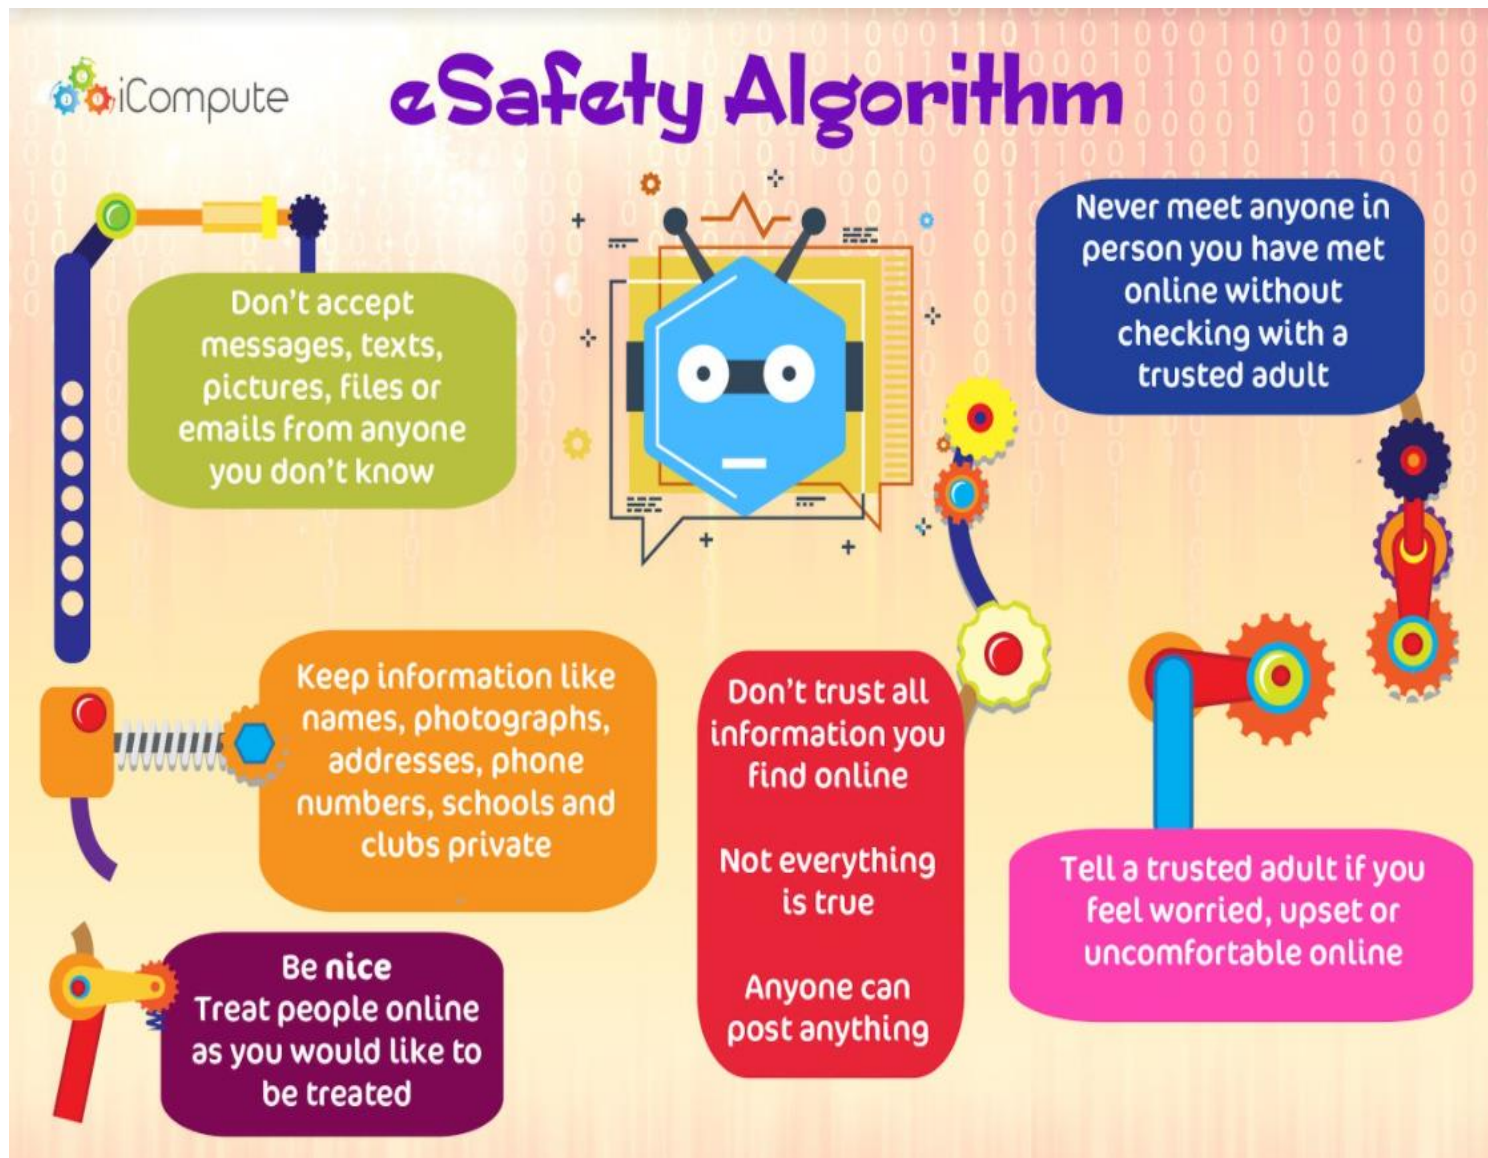 iCompute
eSafety Algorithm
Don't accept
messages, texts,
pictures, files or
emails from anyone
you don't know
Never meet anyone in
person you have met
online without
checking with a
trusted adult
Keep information like
names, photographs,
addresses, phone
numbers, schools and
clubs private
Don't trust all
information you
find online
Not everything
is true
Anyone can
post anything
Tell a trusted adult if you
feel worried, upset or
uncomfortable online
Be nice
Treat people online
as you would like to
be treated